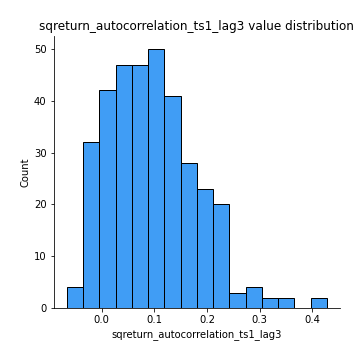 sqreturn_autocorrelation_ts1_lag3 value distribution
50
40
30
20
10
0
Count
0.0 0.1 0.2 0.3 0.4
sqreturn_autocorrelation_ts1_lag3